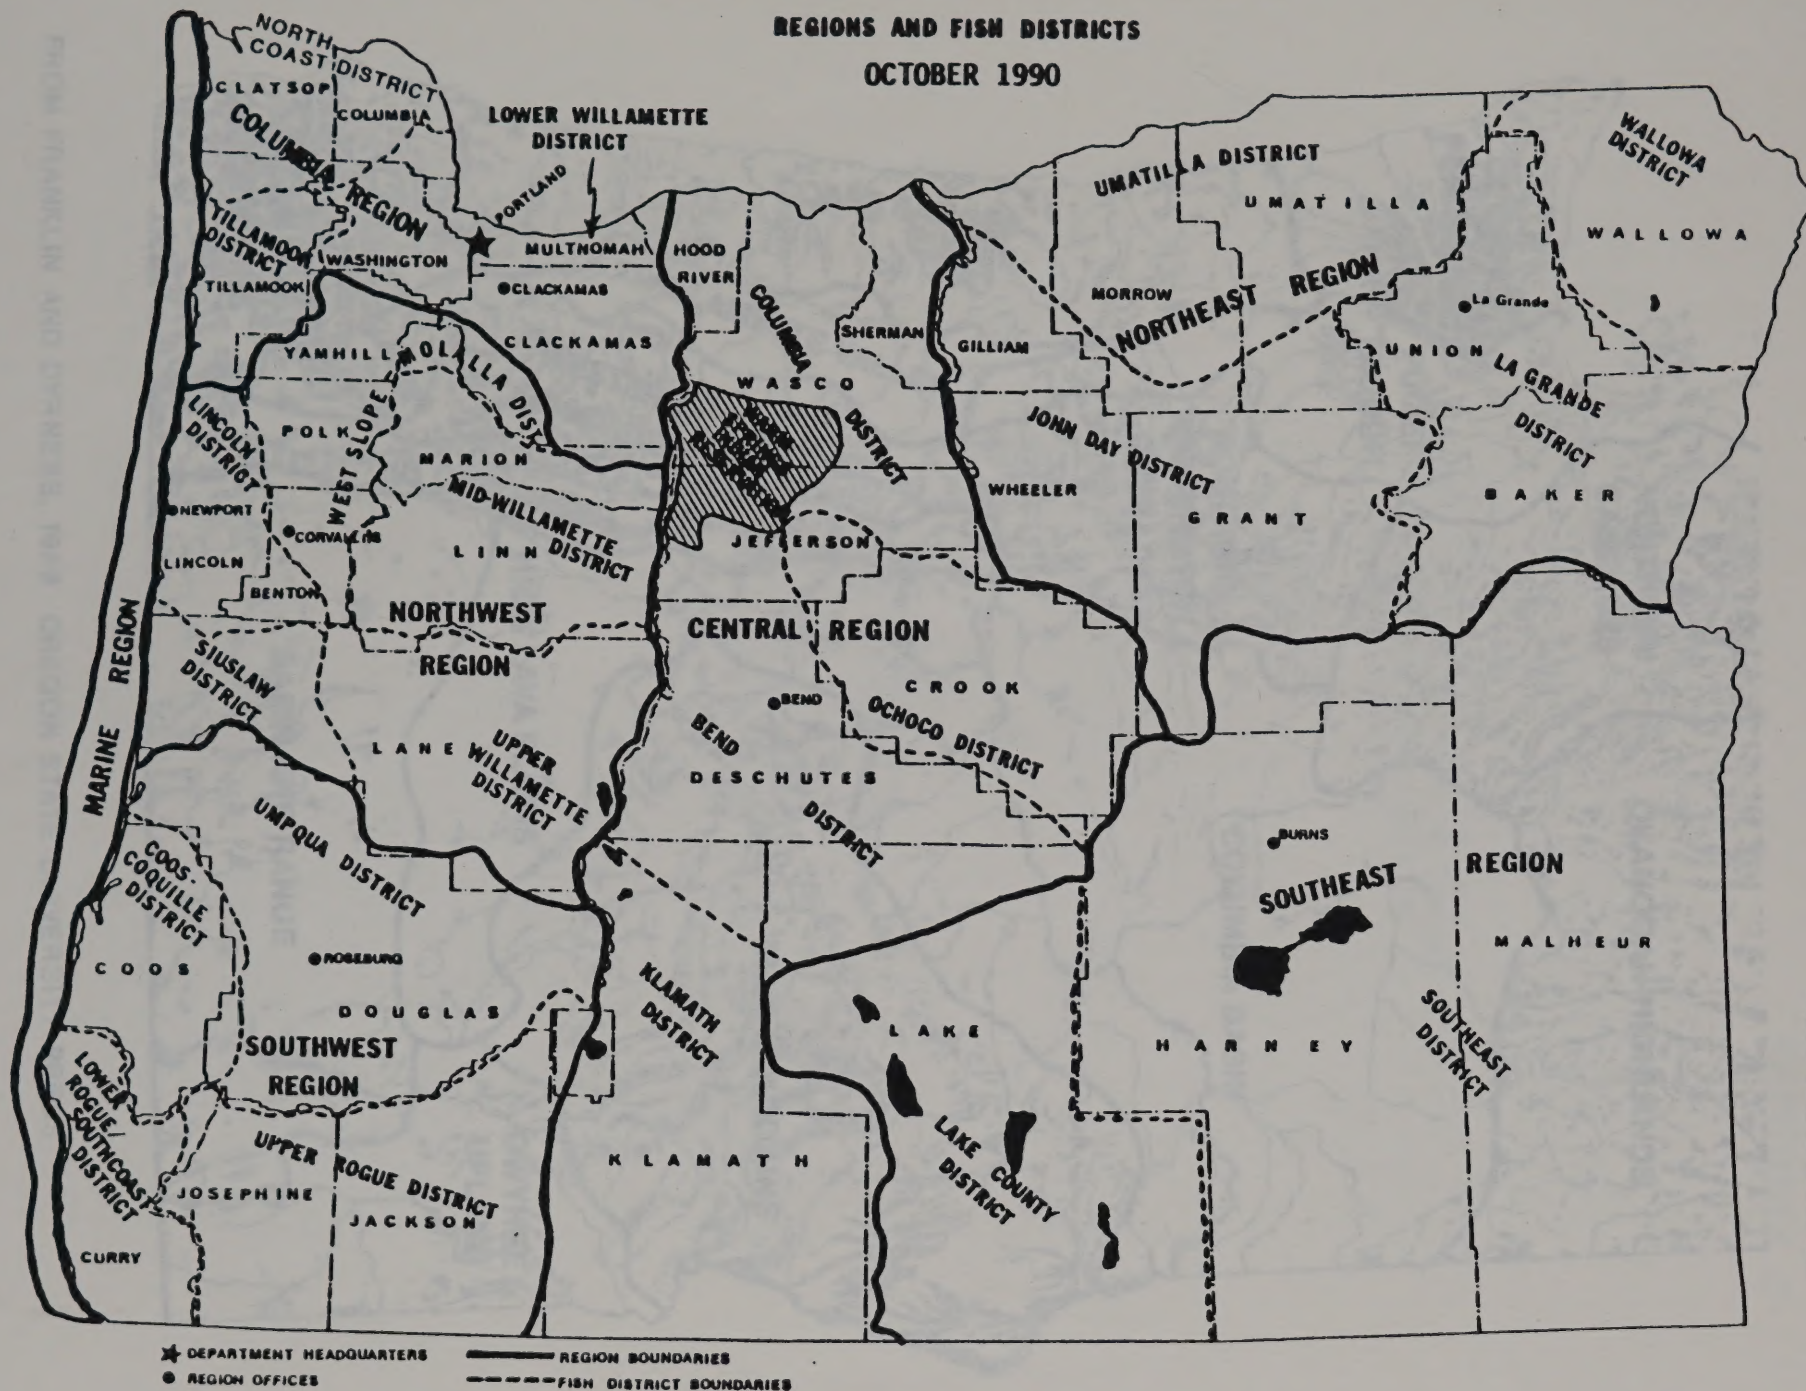 REGIONS AND FISH DISTRICTS
OCTOBER 1990
NORTH
COAST DISTRICT
CLATSOP
COLUMBIA
COLUMBIA REGION
LOWER WILLAMETTE
DISTRICT
PORTLAND
TILLAMOOK
DISTRICT
TILLAMOOK
WASHINGTON
MULTNOMAH
HOOD
RIVER
CLACKAMAS
CLACKAMAS
YAMHILL
MOLALLA DIST
WEST SLOPE
COLUMBIA
DISTRICT
SHERMAN
GILLIAM
WASCO
UMATILLA DISTRICT
UMATILLA
MORROW
NORTHEAST REGION
WALLOWA
DISTRICT
WALLOWA
La Grande
UNION
LA GRANDE
DISTRICT
BAKER
LINCOLN
DISTRICT
POLK
MARION
MID-WILLAMETTE
DISTRICT
WARM
SPRINGS
INDIAN
RESERVATION
JOHN DAY DISTRICT
WHEELER
GRANT
NEWPORT
CORVALLIS
LINCOLN
BENTON
LINN
JEFFERSON
NORTHWEST
REGION
CENTRAL REGION
MARINE REGION
SIUSLAW
DISTRICT
LANE
UPPER
WILLAMETTE
DISTRICT
BEND
BEND
DISTRICT
DESCHUTES
CROOK
OCHOCO DISTRICT
UMPQUA DISTRICT
COOS-
COQUILLE
DISTRICT
COOS
ROSEBURG
DOUGLAS
SOUTHWEST
REGION
KLAMATH
DISTRICT
KLAMATH
LAKE
LAKE COUNTY
DISTRICT
BURNS
SOUTHEAST REGION
HARNEY
MALHEUR
SOUTHEAST
DISTRICT
LOWER
ROGUE/
SOUTHCOAST
DISTRICT
UPPER ROGUE DISTRICT
JOSEPHINE
JACKSON
CURRY
DEPARTMENT HEADQUARTERS
REGION BOUNDARIES
REGION OFFICES
FISH DISTRICT BOUNDARIES